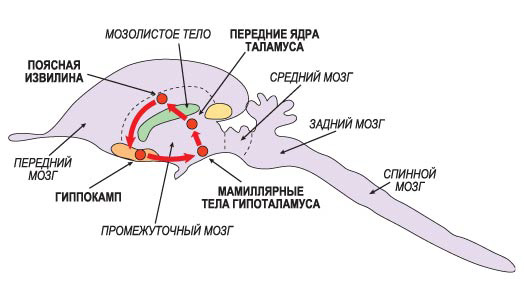 МОЗОЛИСТОЕ ТЕЛО
ПЕРЕДНИЕ ЯДРА
ТАЛАМУСА
ПОЯСНАЯ
ИЗВИЛИНА
СРЕДНИЙ МОЗГ
ЗАДНИЙ МОЗГ
ПЕРЕДНИЙ
МОЗГ
СПИННОЙ
МОЗГ
ГИППОКАМП
МАМИЛЛЯРНЫЕ
ТЕЛА ГИПОТАЛАМУСА
ПРОМЕЖУТОЧНЫЙ МОЗГ